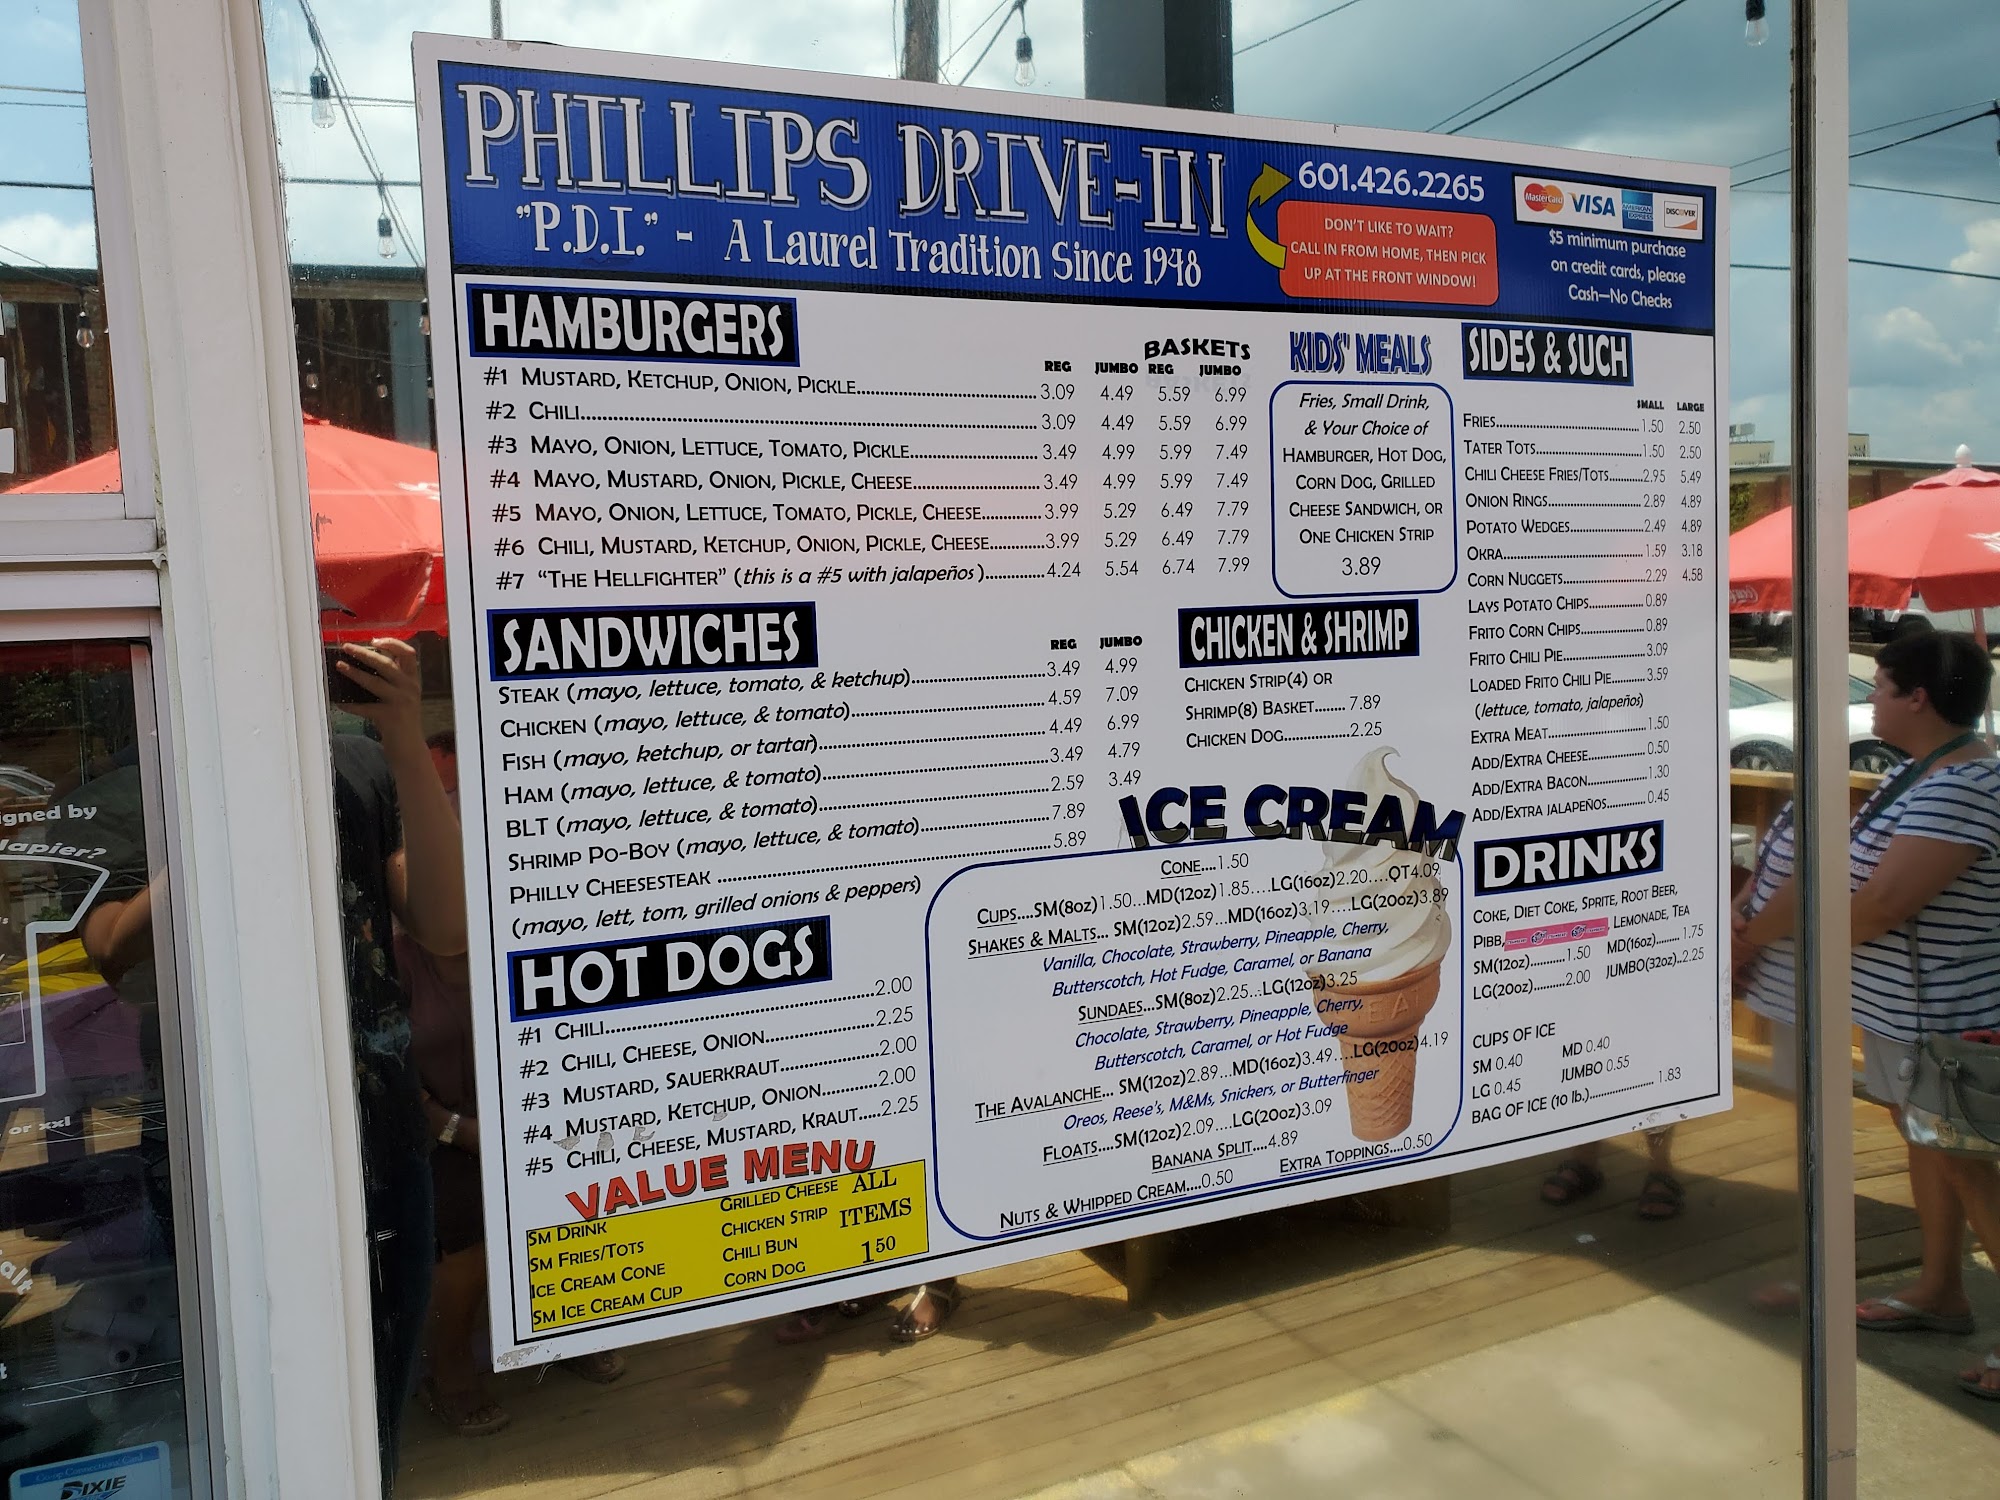 PHILLIPS DRIVE-IN
"P.D.I." - A Laurel Tradition Since 1948
601.426.2265
DON'T LIKE TO WAIT?
CALL IN FROM HOME, THEN PICK
UP AT THE FRONT WINDOW!
MasterCard VISA AMERICAN EXPRESS DISCOVER
$5 minimum purchase
on credit cards, please
Cash—No Checks
HAMBURGERS
BASKETS
REG JUMBO REG JUMBO
#1 MUSTARD, KETCHUP, ONION, PICKLE 3.09 4.49 5.59 6.99
#2 CHILI 3.09 4.49 5.59 6.99
#3 MAYO, ONION, LETTUCE, TOMATO, PICKLE 3.49 4.99 5.99 7.49
#4 MAYO, MUSTARD, ONION, PICKLE, CHEESE 3.49 4.99 5.99 7.49
#5 MAYO, ONION, LETTUCE, TOMATO, PICKLE, CHEESE 3.99 5.29 6.49 7.79
#6 CHILI, MUSTARD, KETCHUP, ONION, PICKLE, CHEESE 3.99 5.29 6.49 7.79
#7 "THE HELLFIGHTER" (this is a #5 with jalapeños) 4.24 5.54 6.74 7.99
SANDWICHES
REG JUMBO
STEAK (mayo, lettuce, tomato, & ketchup) 3.49 4.99
CHICKEN (mayo, lettuce, & tomato) 4.59 7.09
FISH (mayo, ketchup, or tartar) 4.49 6.99
HAM (mayo, lettuce, & tomato) 3.49 4.79
BLT (mayo, lettuce, & tomato) 2.59 3.49
SHRIMP PO-BOY (mayo, lettuce, & tomato) 7.89
PHILLY CHEESESTEAK 5.89
(mayo, lett, tom, grilled onions & peppers)
HOT DOGS
#1 CHILI 2.00
#2 CHILI, CHEESE, ONION 2.25
#3 MUSTARD, SAUERKRAUT 2.00
#4 MUSTARD, KETCHUP, ONION 2.00
#5 CHILI, CHEESE, MUSTARD, KRAUT 2.25
VALUE MENU
SM DRINK
SM FRIES/TOTS
ICE CREAM CONE
SM ICE CREAM CUP
GRILLED CHEESE
CHICKEN STRIP
CHILI BUN
CORN DOG
ALL
ITEMS
1 50
KIDS' MEALS
Fries, Small Drink,
& Your Choice of
HAMBURGER, HOT DOG,
CORN DOG, GRILLED
CHEESE SANDWICH, OR
ONE CHICKEN STRIP
3.89
CHICKEN & SHRIMP
CHICKEN STRIP(4) OR
SHRIMP(8) BASKET 7.89
CHICKEN DOG 2.25
ICE CREAM
CONE....1.50
CUPS....SM(8oz)1.50...MD(12oz)1.85....LG(16oz)2.20....QT4.09
SHAKES & MALTS... SM(12oz)2.59...MD(16oz)3.19....LG(20oz)3.89
Vanilla, Chocolate, Strawberry, Pineapple, Cherry,
Butterscotch, Hot Fudge, Caramel, or Banana
SUNDAES...SM(8oz)2.25...LG(12oz)3.25
Chocolate, Strawberry, Pineapple, Cherry,
Butterscotch, Caramel, or Hot Fudge
THE AVALANCHE... SM(12oz)2.89...MD(16oz)3.49....LG(20oz)4.19
Oreos, Reese's, M&Ms, Snickers, or Butterfinger
FLOATS....SM(12oz)2.09....LG(20oz)3.09
BANANA SPLIT....4.89
NUTS & WHIPPED CREAM....0.50
EXTRA TOPPINGS....0.50
SIDES & SUCH
SMALL LARGE
FRIES 1.50 2.50
TATER TOTS 1.50 2.50
CHILI CHEESE FRIES/TOTS 2.95 5.49
ONION RINGS 2.89 4.89
POTATO WEDGES 2.49 4.89
OKRA 1.59 3.18
CORN NUGGETS 2.29 4.58
LAYS POTATO CHIPS 0.89
FRITO CORN CHIPS 0.89
FRITO CHILI PIE 3.09
LOADED FRITO CHILI PIE 3.59
(lettuce, tomato, jalapeños)
EXTRA MEAT 1.50
ADD/EXTRA CHEESE 0.50
ADD/EXTRA BACON 1.30
ADD/EXTRA JALAPEÑOS 0.45
DRINKS
COKE, DIET COKE, SPRITE, ROOT BEER,
PIBB, , LEMONADE, TEA
SM(12oz) 1.50 MD(16oz) 1.75
LG(20oz) 2.00 JUMBO(32oz) 2.25
CUPS OF ICE
SM 0.40 MD 0.40
LG 0.45 JUMBO 0.55
BAG OF ICE (10 lb.) 1.83
igned by
lapier?
or xxl
alt
DIXIE